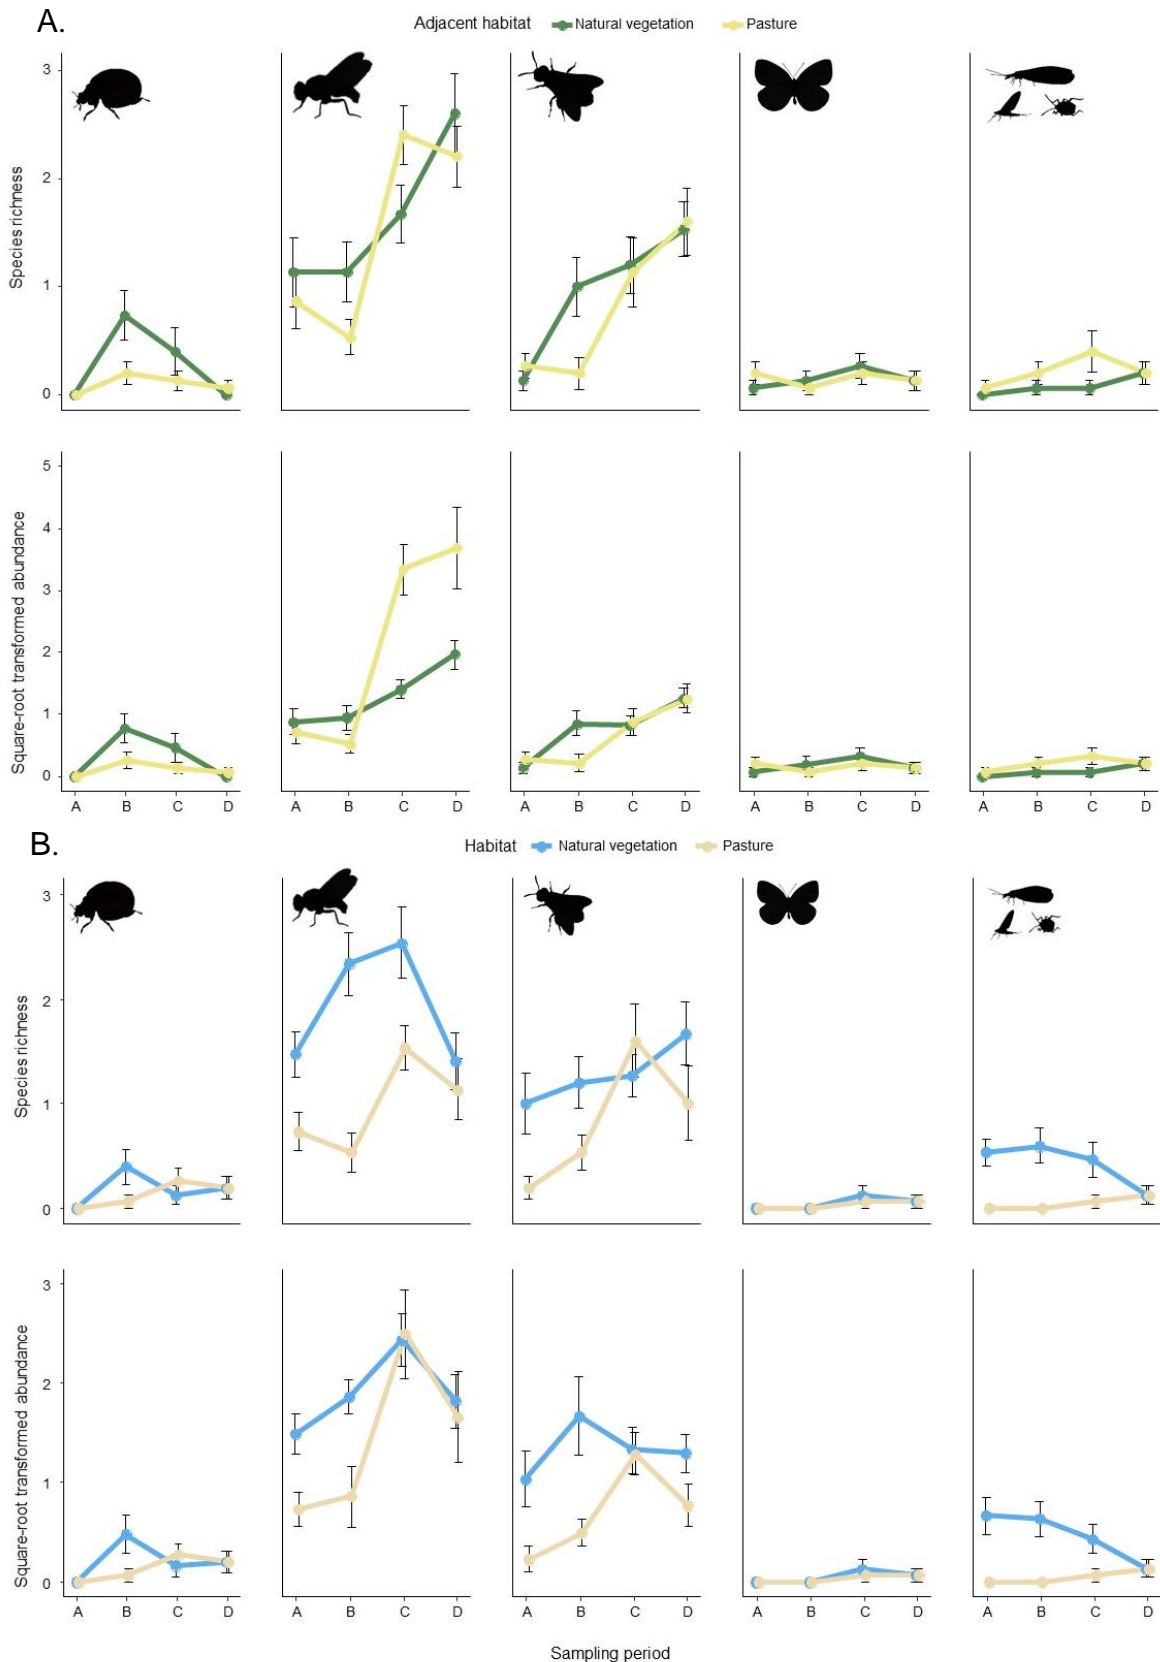 A.
Adjacent habitat Natural vegetation Pasture
3
2
1
0
Species richness
5
4
3
2
1
0
Square-root transformed abundance
A B C D A B C D A B C D A B C D A B C D
B.
Habitat Natural vegetation Pasture
3
2
1
0
Species richness
3
2
1
0
Square-root transformed abundance
A B C D A B C D A B C D A B C D A B C D
Sampling period